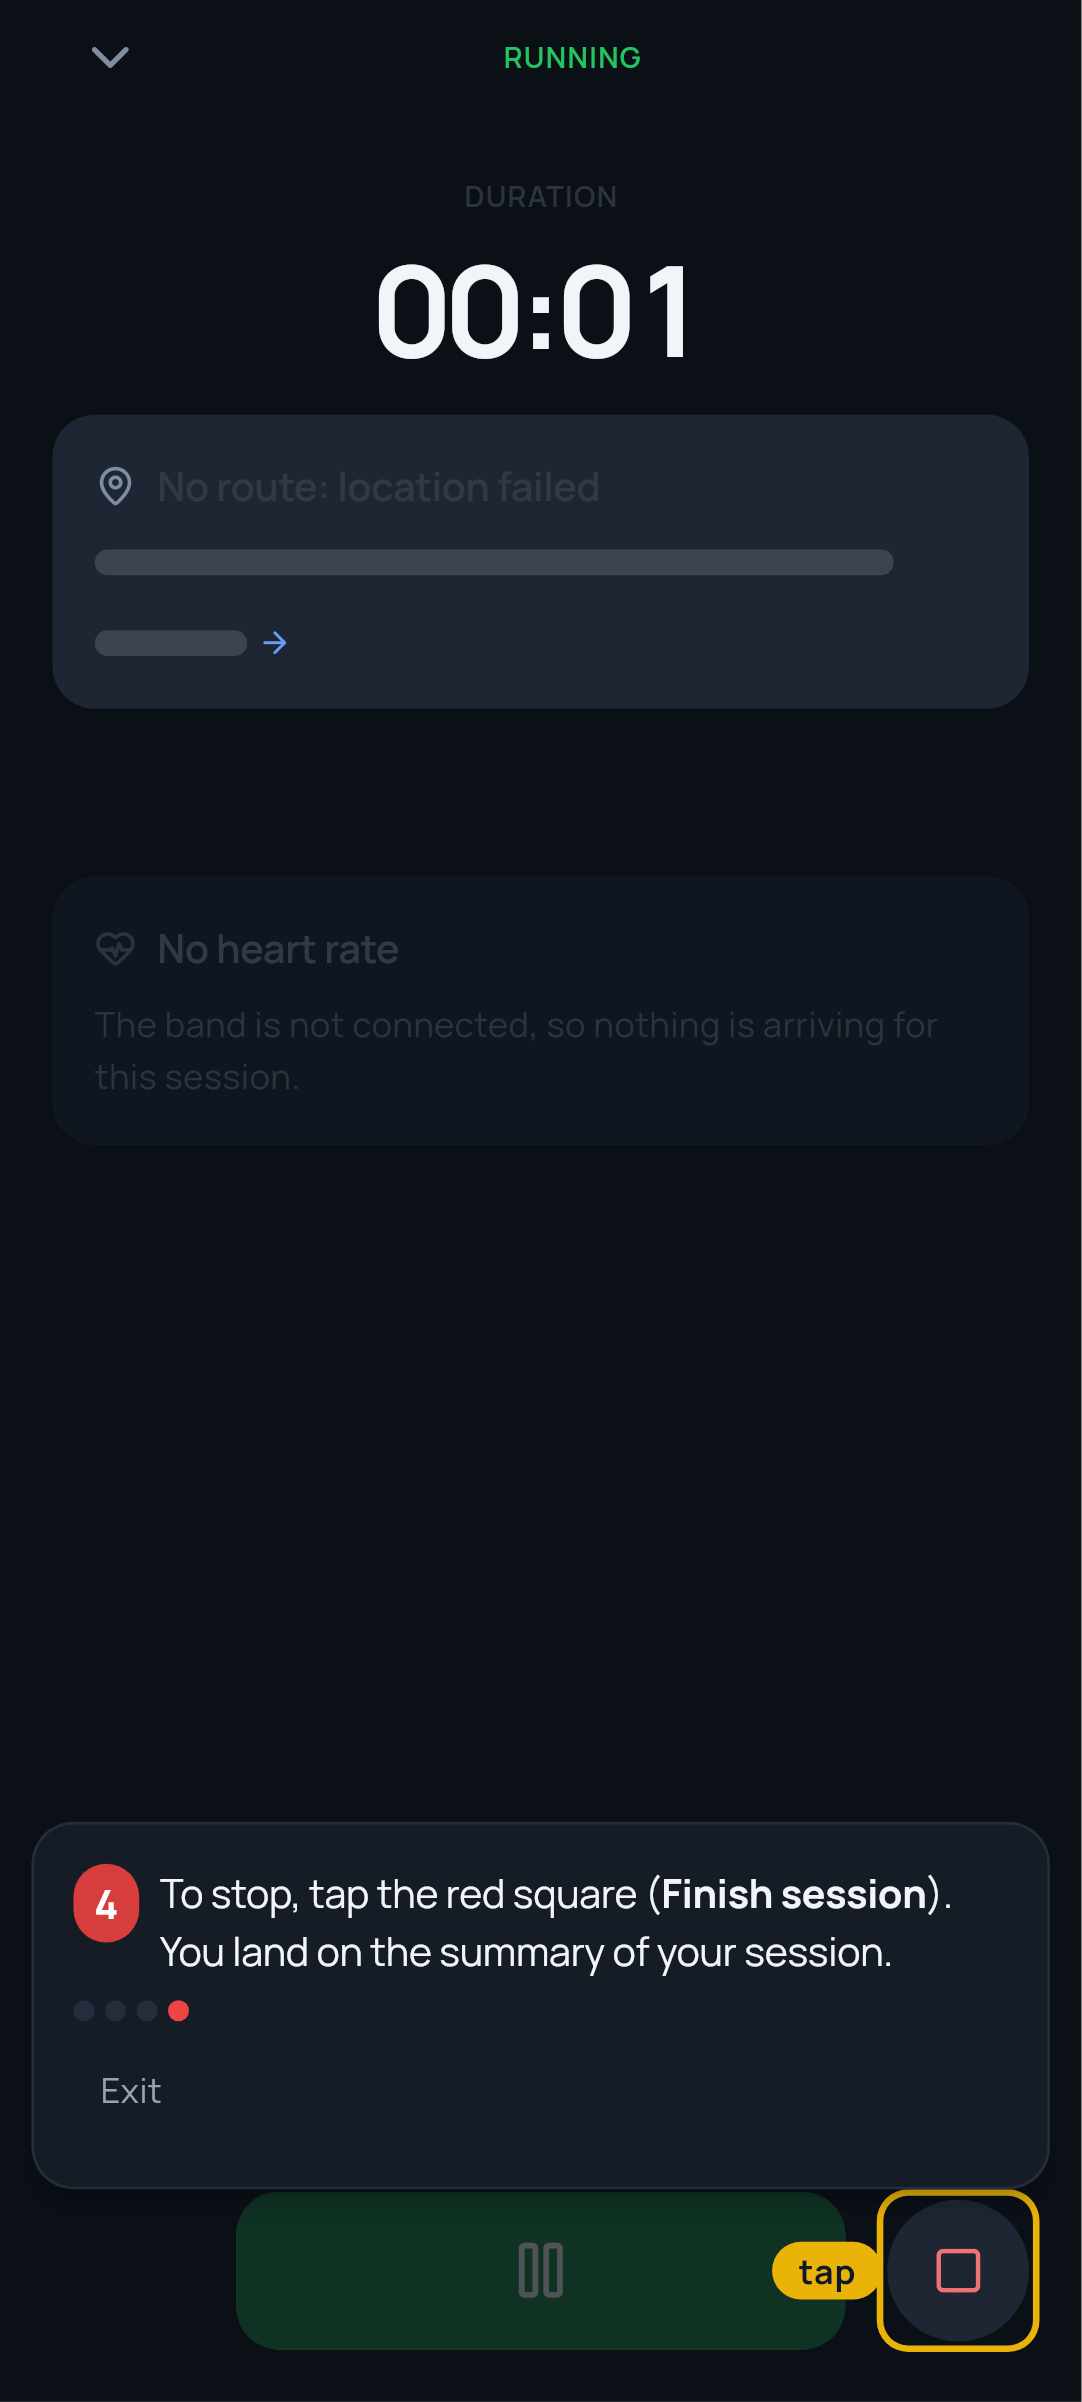 RUNNING
DURATION
00:01
No route: location failed
No heart rate
The band is not connected, so nothing is arriving for
this session.
4
To stop, tap the red square (Finish session).
You land on the summary of your session.
Exit
tap